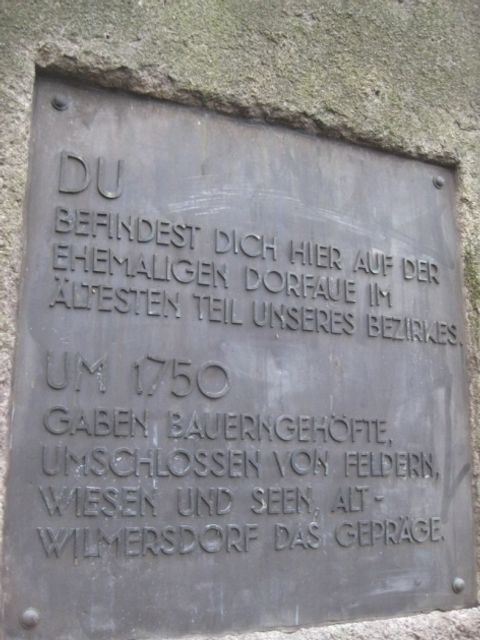 DU
BEFINDEST DICH HIER AUF DER
EHEMALIGEN DORFAUE IM
ÄLTESTEN TEIL UNSERES BEZIRKES.
UM 1750
GABEN BAUERNGEHÖFTE,
UMSCHLOSSEN VON FELDERN,
WIESEN UND SEEN, ALT-
WILMERSDORF DAS GEPRÄGE.